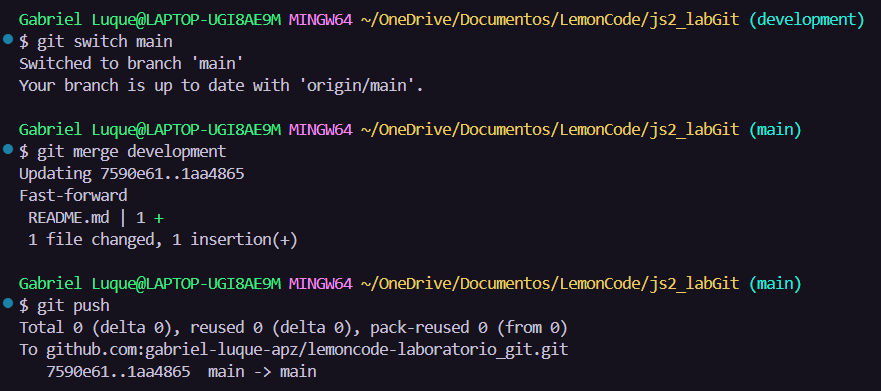 Gabriel Luque@LAPTOP-UGI8AE9M MINGW64 ~/OneDrive/Documentos/LemonCode/js2_labGit (development)
$ git switch main
Switched to branch 'main'
Your branch is up to date with 'origin/main'.
Gabriel Luque@LAPTOP-UGI8AE9M MINGW64 ~/OneDrive/Documentos/LemonCode/js2_labGit (main)
$ git merge development
Updating 7590e61..1aa4865
Fast-forward
README.md | 1 +
1 file changed, 1 insertion(+)
Gabriel Luque@LAPTOP-UGI8AE9M MINGW64 ~/OneDrive/Documentos/LemonCode/js2_labGit (main)
$ git push
Total 0 (delta 0), reused 0 (delta 0), pack-reused 0 (from 0)
To github.com:gabriel-luque-apz/lemoncode-laboratorio_git.git
7590e61..1aa4865  main -> main